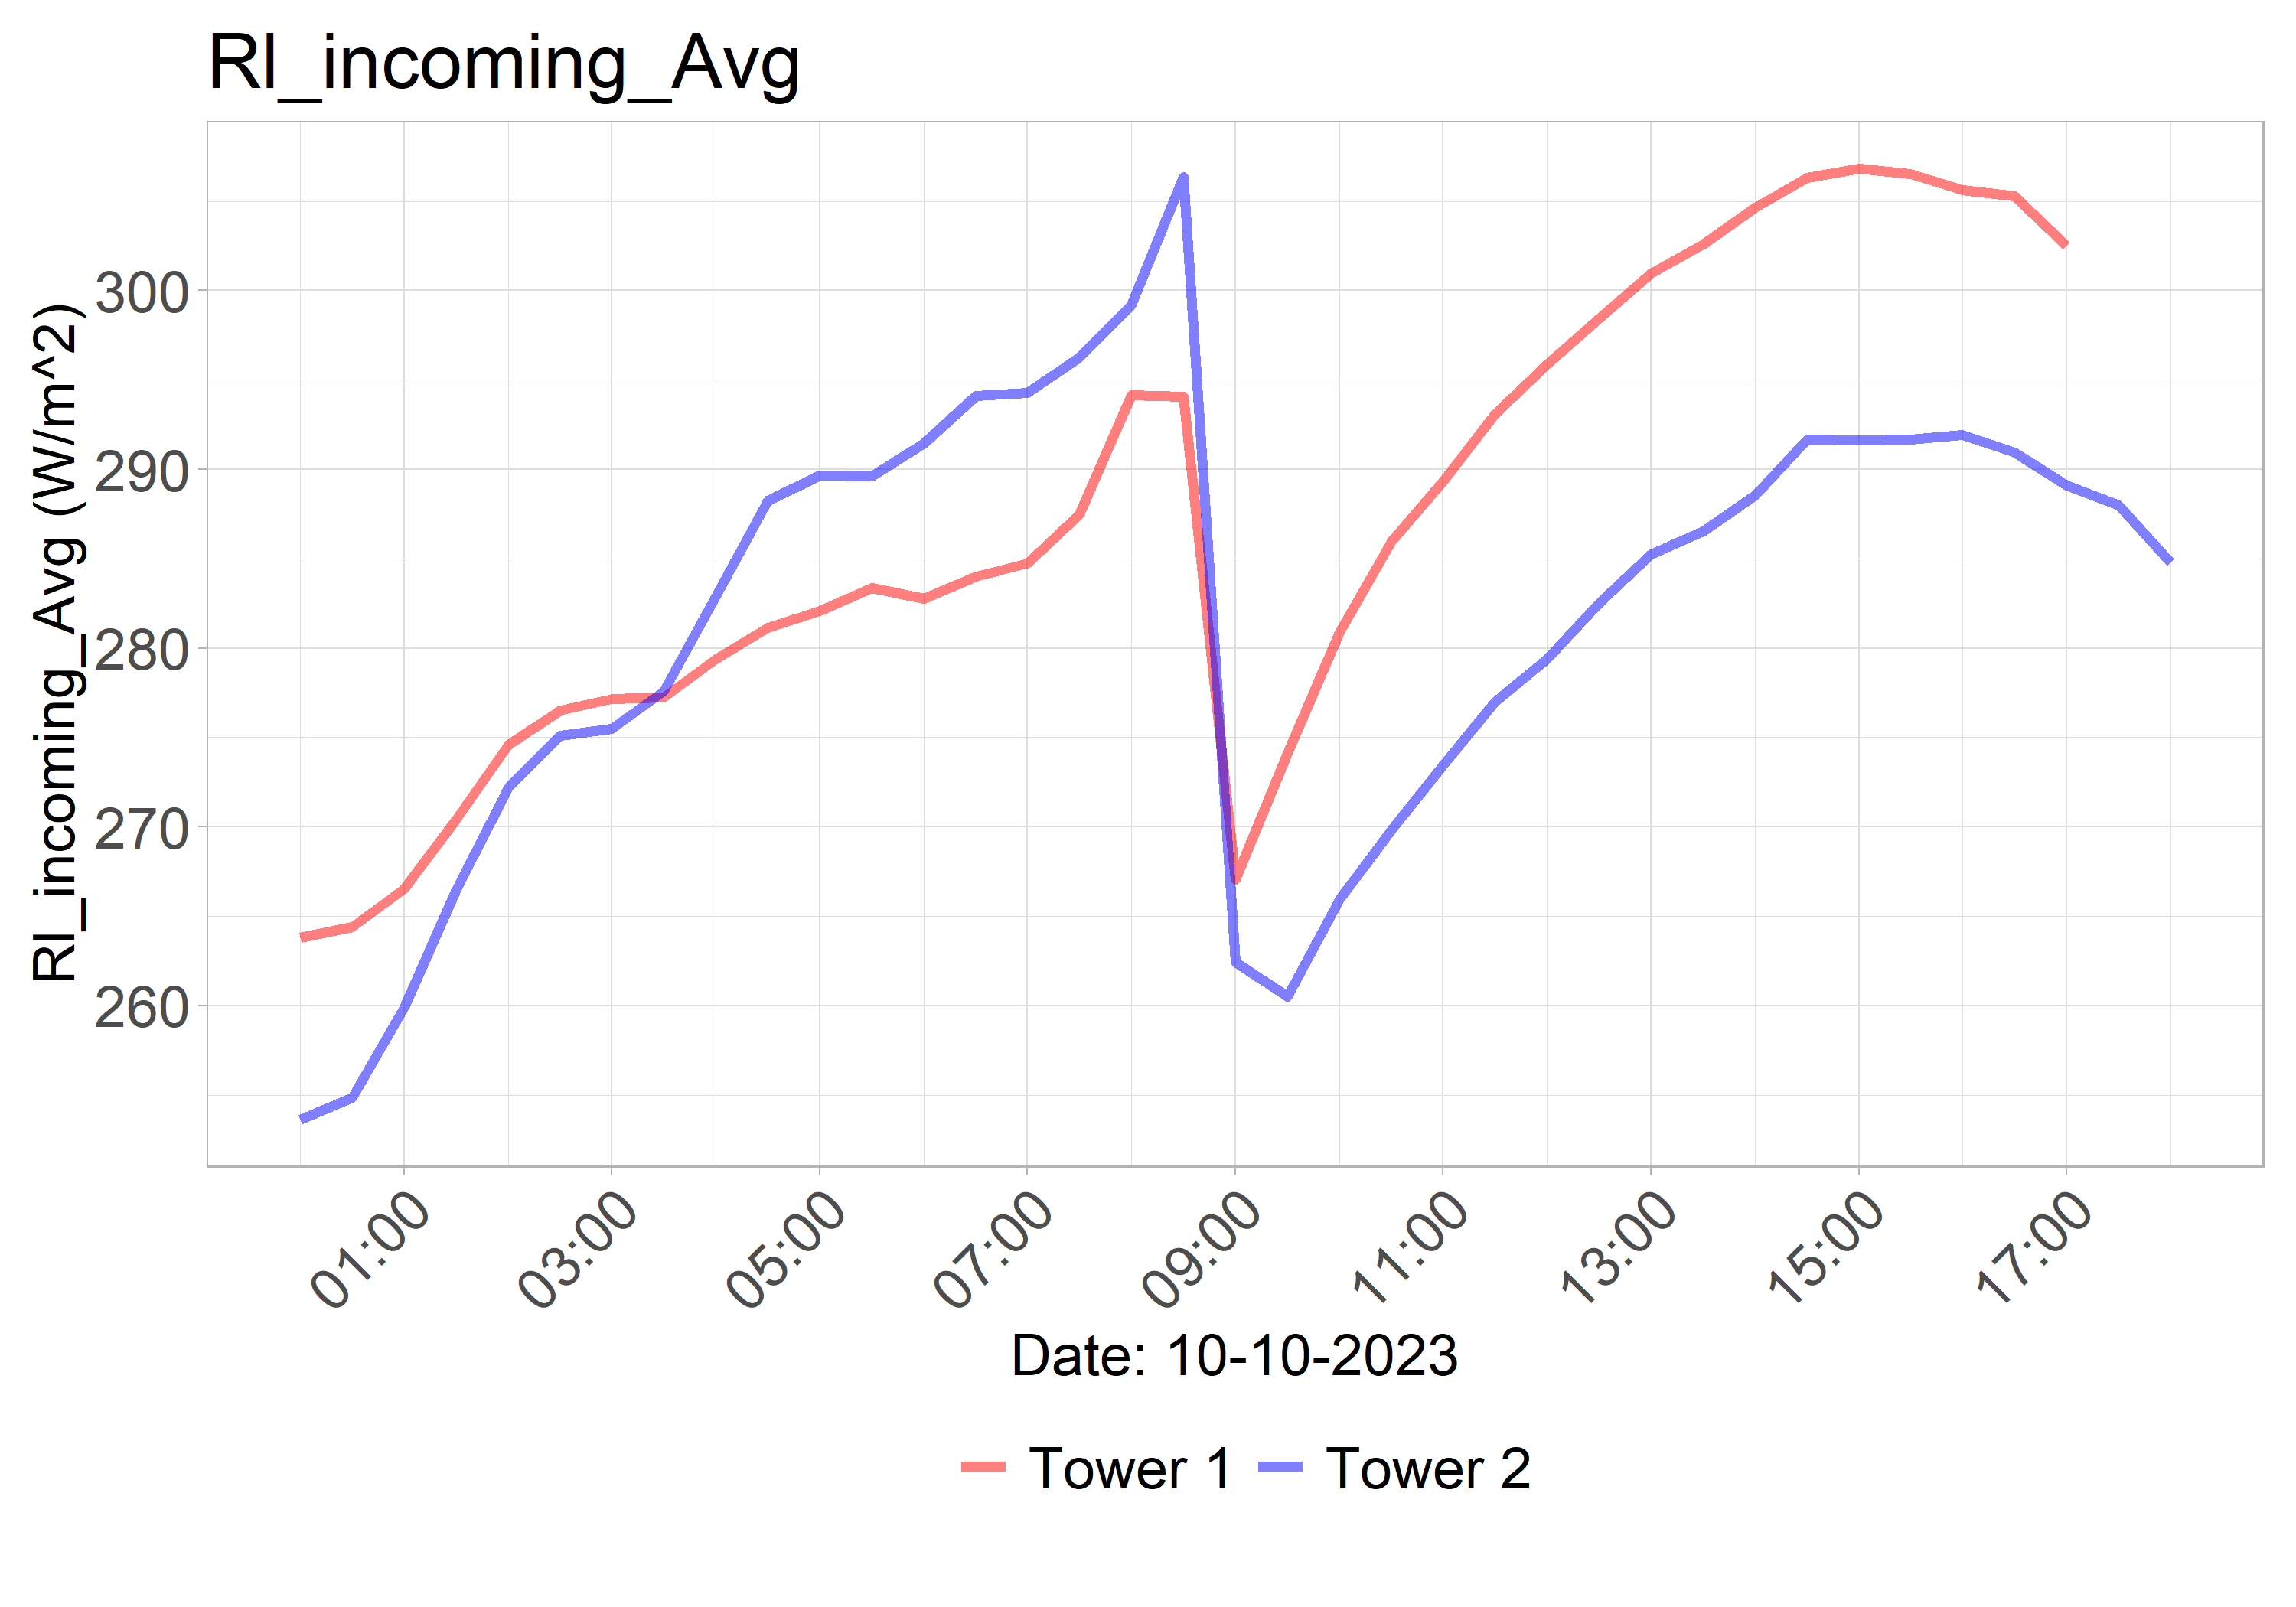 Rl_incoming_Avg
Rl_incoming_Avg (W/m^2)
300
290
280
270
260
01:00 03:00 05:00 07:00 09:00 11:00 13:00 15:00 17:00
Date: 10-10-2023
Tower 1 Tower 2